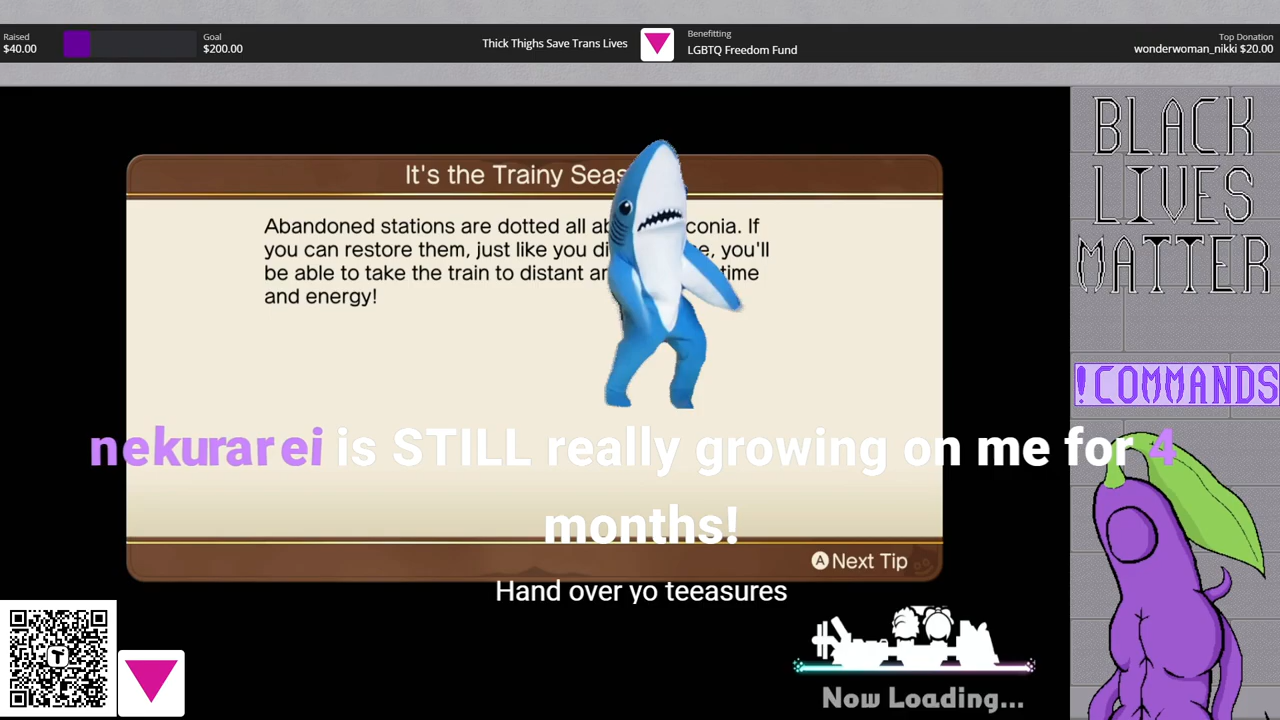 Raised
$40.00
Goal
$200.00
Thick Thighs Save Trans Lives
Benefitting
LGBTQ Freedom Fund
Top Donation
wonderwoman_nikki $20.00
BLACK
LIVES
MATTER
!COMMANDS
It's the Trainy Seas
Abandoned stations are dotted all ab conia. If
you can restore them, just like you di e, you'll
be able to take the train to distant ar time
and energy!
nekurarei is STILL really growing on me for 4
months!
A Next Tip
Hand over yo teeasures
T
Now Loading...